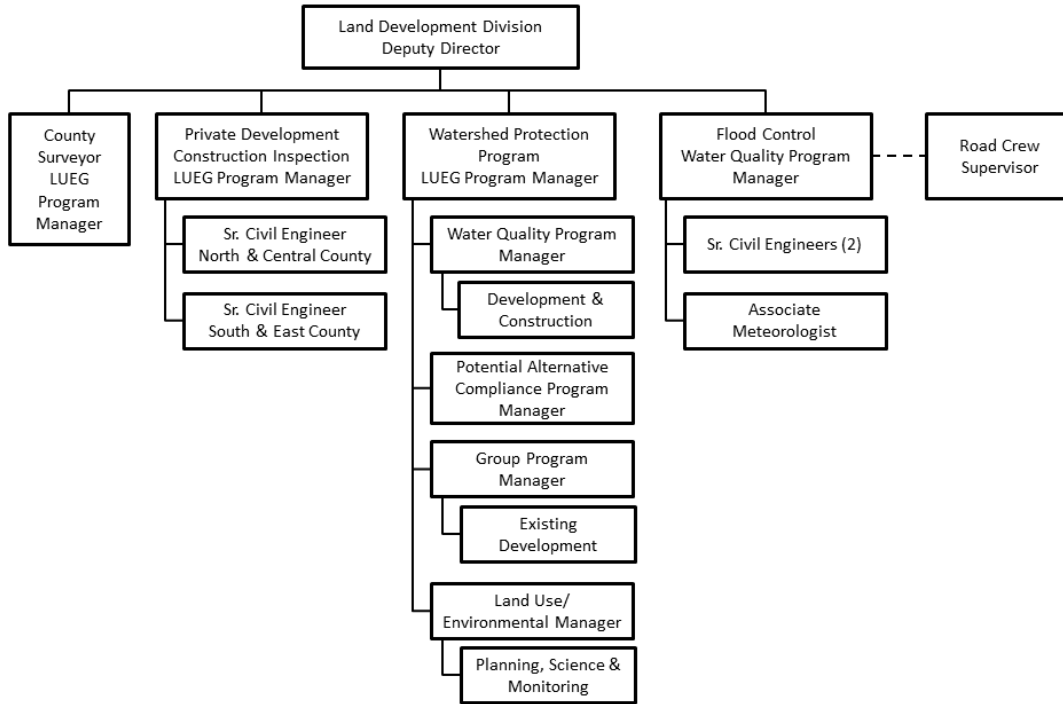 Land Development Division
Deputy Director
County
Surveyor
LUEG
Program
Manager
Private Development
Construction Inspection
LUEG Program Manager
Watershed Protection
Program
LUEG Program Manager
Flood Control
Water Quality Program
Manager
Road Crew
Supervisor
Sr. Civil Engineer
North & Central County
Sr. Civil Engineer
South & East County
Water Quality Program
Manager
Development &
Construction
Potential Alternative
Compliance Program
Manager
Group Program
Manager
Existing
Development
Land Use/
Environmental Manager
Planning, Science &
Monitoring
Sr. Civil Engineers (2)
Associate
Meteorologist